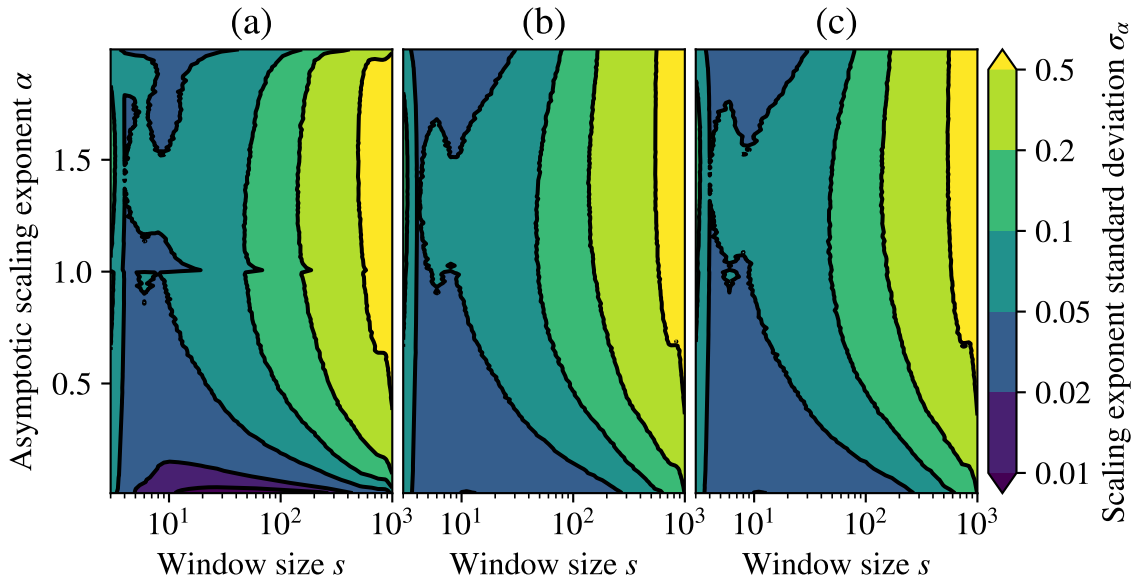 (a) (b) (c)
Asymptotic scaling exponent α
1.5
1.0
0.5
10¹ 10² 10³
10¹ 10² 10³
10¹ 10² 10³
Window size s
Window size s
Window size s
0.5
0.2
0.1
0.05
0.02
0.01
Scaling exponent standard deviation σ_α